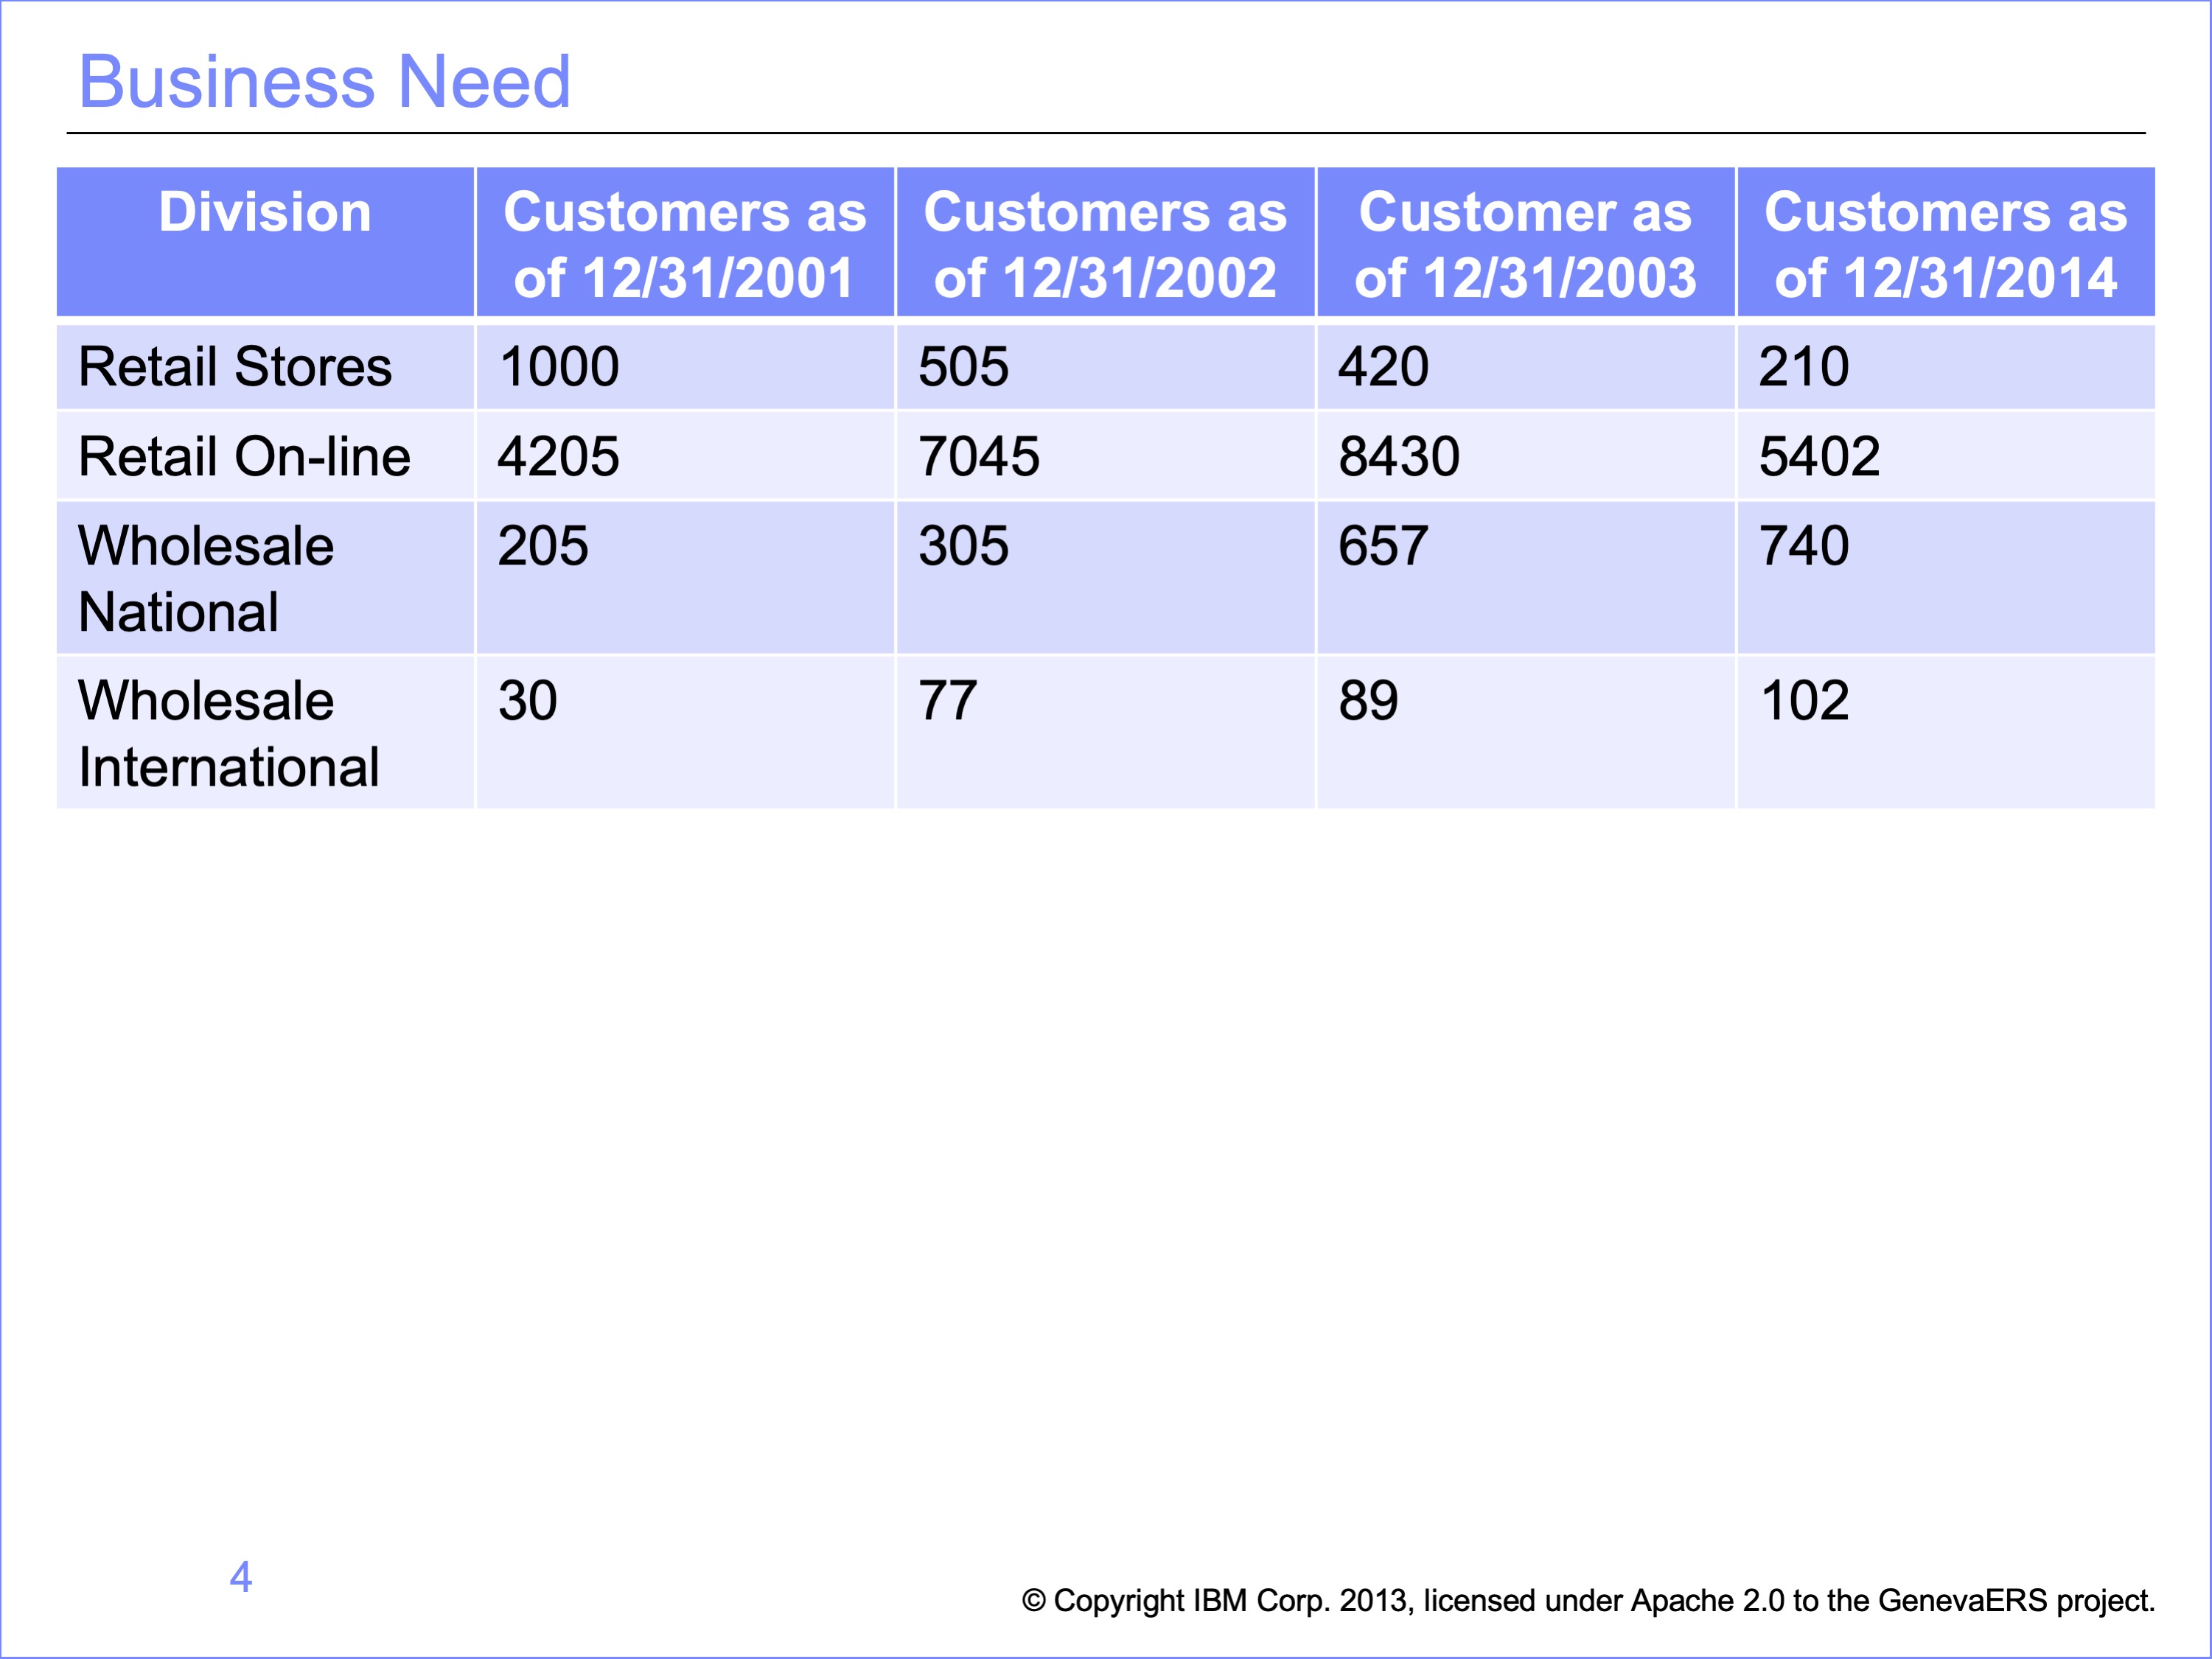 Business Need
Division
Customers as
of 12/31/2001
Customers as
of 12/31/2002
Customer as
of 12/31/2003
Customers as
of 12/31/2014
Retail Stores
1000
505
420
210
Retail On-line
4205
7045
8430
5402
Wholesale
National
205
305
657
740
Wholesale
International
30
77
89
102
4
© Copyright IBM Corp. 2013, licensed under Apache 2.0 to the GenevaERS project.